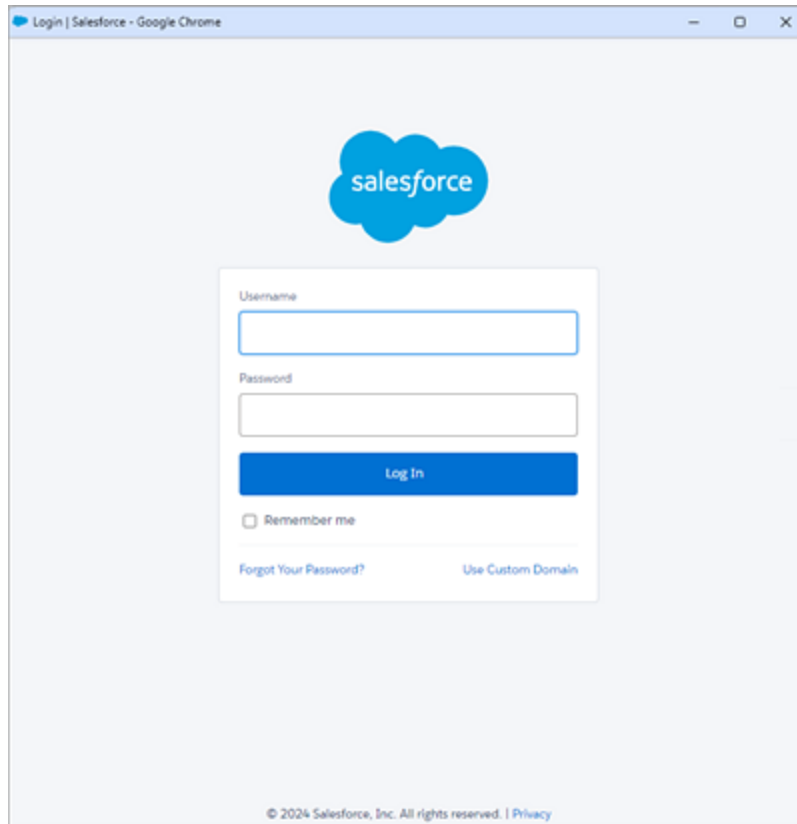 Login | Salesforce - Google Chrome
salesforce
Username
Password
Log In
Remember me
Forgot Your Password? Use Custom Domain
© 2024 Salesforce, Inc. All rights reserved. | Privacy